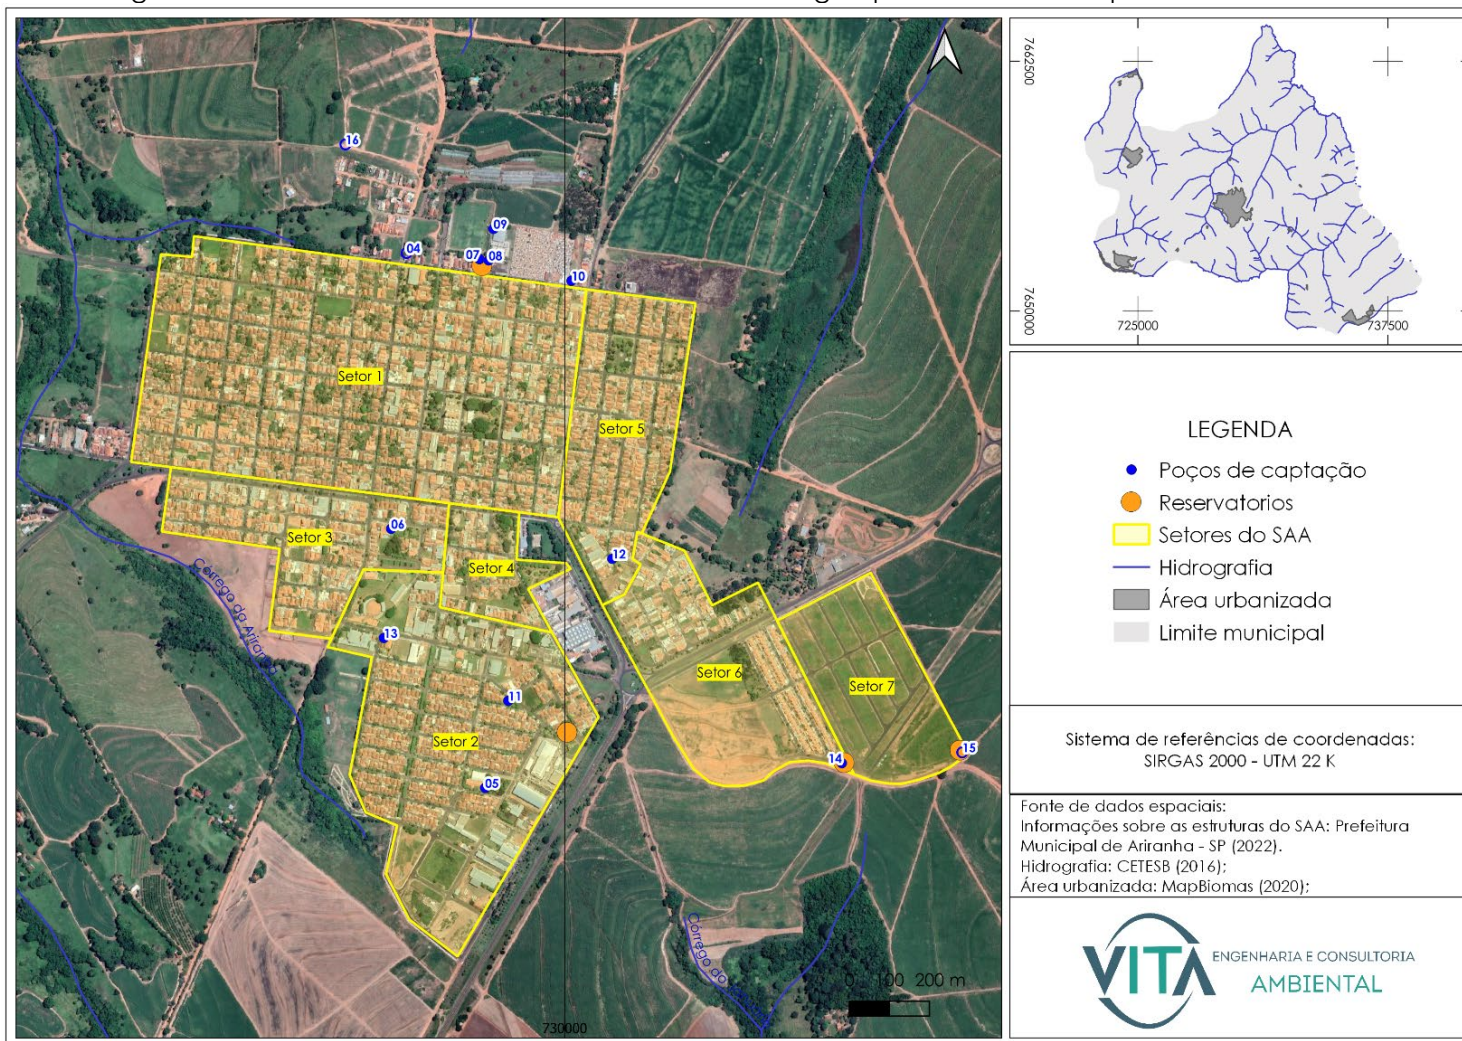 16
09
04
07
08
10
Setor 1
Setor 5
06
Setor 3
12
Setor 4
Córrego da Ariranha
13
Setor 6
Setor 7
11
Setor 2
15
14
05
Córrego do
0 100 200 m
730000
7662500
7650000
725000
737500
LEGENDA
Poços de captação
Reservatorios
Setores do SAA
Hidrografia
Área urbanizada
Limite municipal
Sistema de referências de coordenadas:
SIRGAS 2000 - UTM 22 K
Fonte de dados espaciais:
Informações sobre as estruturas do SAA: Prefeitura
Municipal de Ariranha - SP (2022).
Hidrografia: CETESB (2016);
Área urbanizada: MapBiomas (2020);
VITA
ENGENHARIA E CONSULTORIA
AMBIENTAL